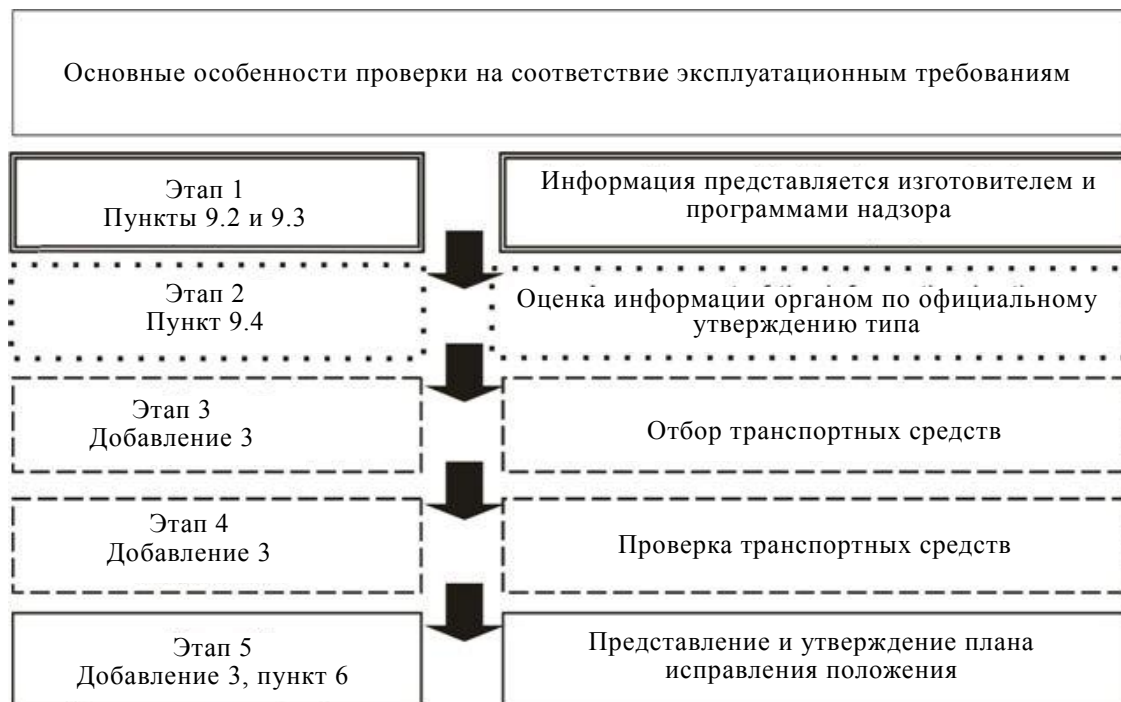 Основные особенности проверки на соответствие эксплуатационным требованиям
Этап 1
Пункты 9.2 и 9.3
Информация представляется изготовителем и
программами надзора
Этап 2
Пункт 9.4
Оценка информации органом по официальному
утверждению типа
Этап 3
Добавление 3
Отбор транспортных средств
Этап 4
Добавление 3
Проверка транспортных средств
Этап 5
Добавление 3, пункт 6
Представление и утверждение плана
исправления положения